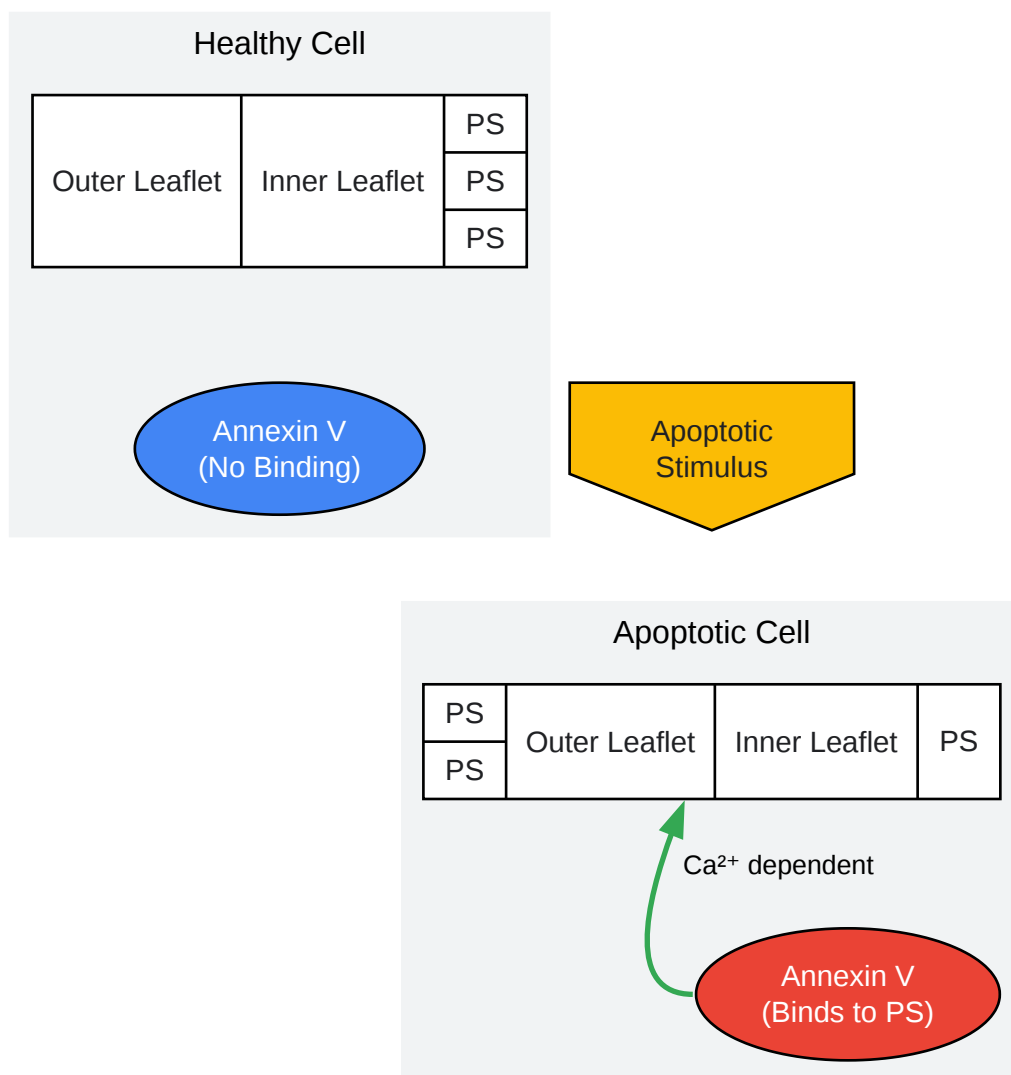 Healthy Cell
Outer Leaflet
Inner Leaflet
PS
PS
PS
Annexin V
(No Binding)
Apoptotic
Stimulus
Apoptotic Cell
PS
PS
Outer Leaflet
Inner Leaflet
PS
Ca²⁺ dependent
Annexin V
(Binds to PS)